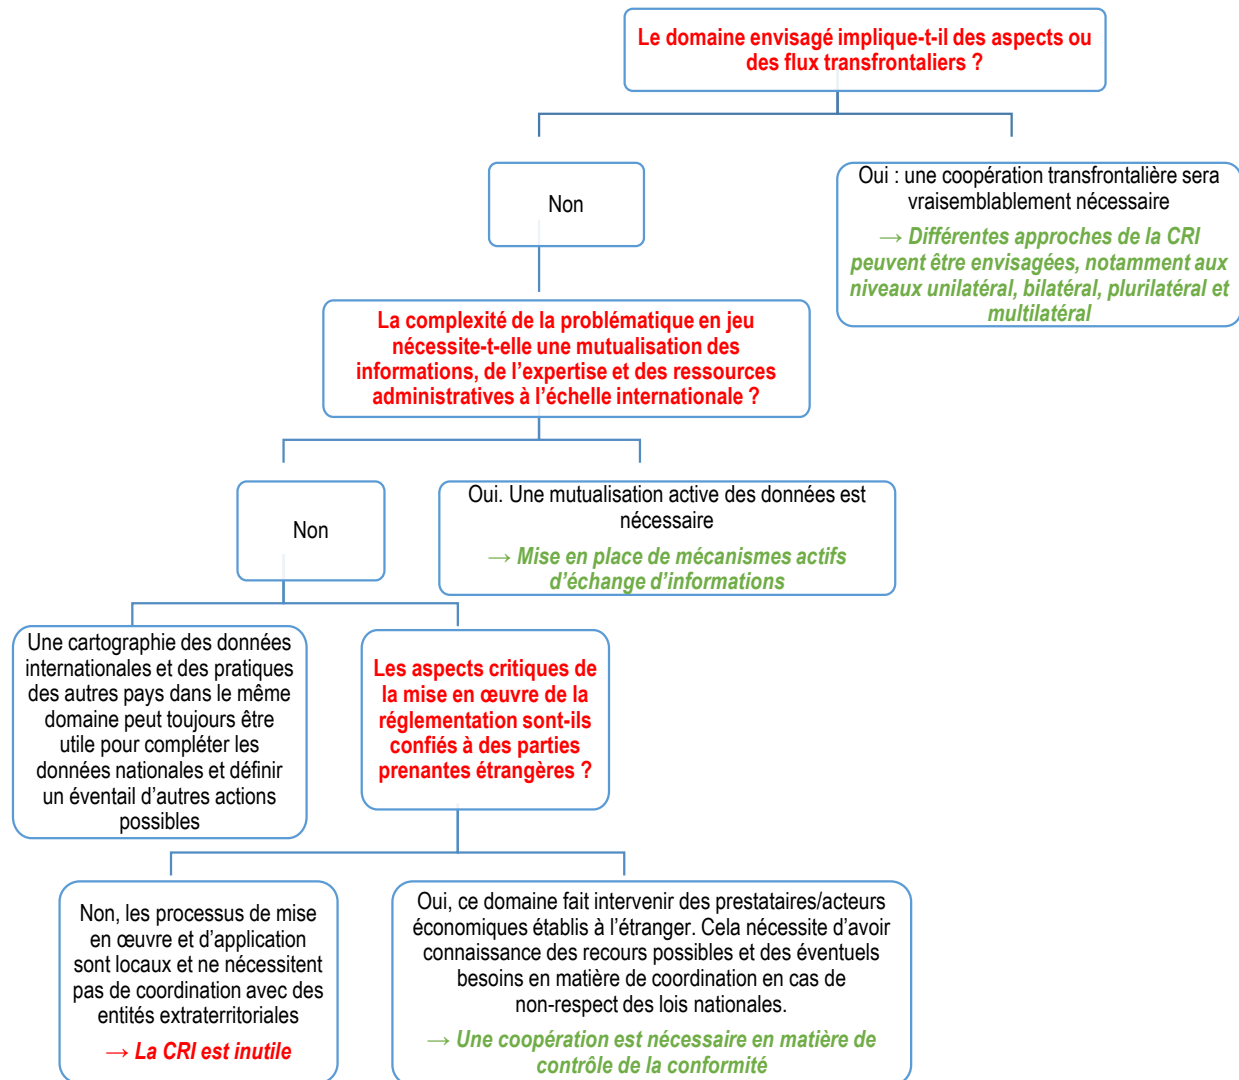 Le domaine envisagé implique-t-il des aspects ou
des flux transfrontaliers ?
Non
Oui : une coopération transfrontalière sera
vraisemblablement nécessaire
→ Différentes approches de la CRI
peuvent être envisagées, notamment aux
niveaux unilatéral, bilatéral, plurilatéral et
multilatéral
La complexité de la problématique en jeu
nécessite-t-elle une mutualisation des
informations, de l’expertise et des ressources
administratives à l’échelle internationale ?
Non
Oui. Une mutualisation active des données est
nécessaire
→ Mise en place de mécanismes actifs
d’échange d’informations
Une cartographie des données
internationales et des pratiques
des autres pays dans le même
domaine peut toujours être
utile pour compléter les
données nationales et définir
un éventail d’autres actions
possibles
Les aspects critiques de
la mise en œuvre de la
réglementation sont-ils
confiés à des parties
prenantes étrangères ?
Non, les processus de mise
en œuvre et d’application
sont locaux et ne nécessitent
pas de coordination avec des
entités extraterritoriales
→ La CRI est inutile
Oui, ce domaine fait intervenir des prestataires/acteurs
économiques établis à l’étranger. Cela nécessite d’avoir
connaissance des recours possibles et des éventuels
besoins en matière de coordination en cas de
non-respect des lois nationales.
→ Une coopération est nécessaire en matière de
contrôle de la conformité